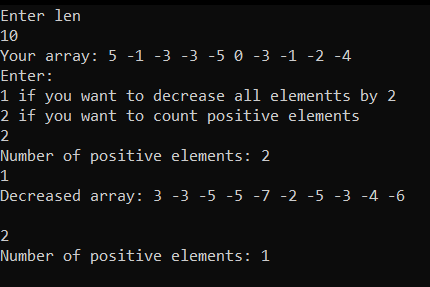 Enter len
10
Your array: 5 -1 -3 -3 -5 0 -3 -1 -2 -4
Enter:
1 if you want to decrease all elementts by 2
2 if you want to count positive elements
2
Number of positive elements: 2
1
Decreased array: 3 -3 -5 -5 -7 -2 -5 -3 -4 -6
2
Number of positive elements: 1